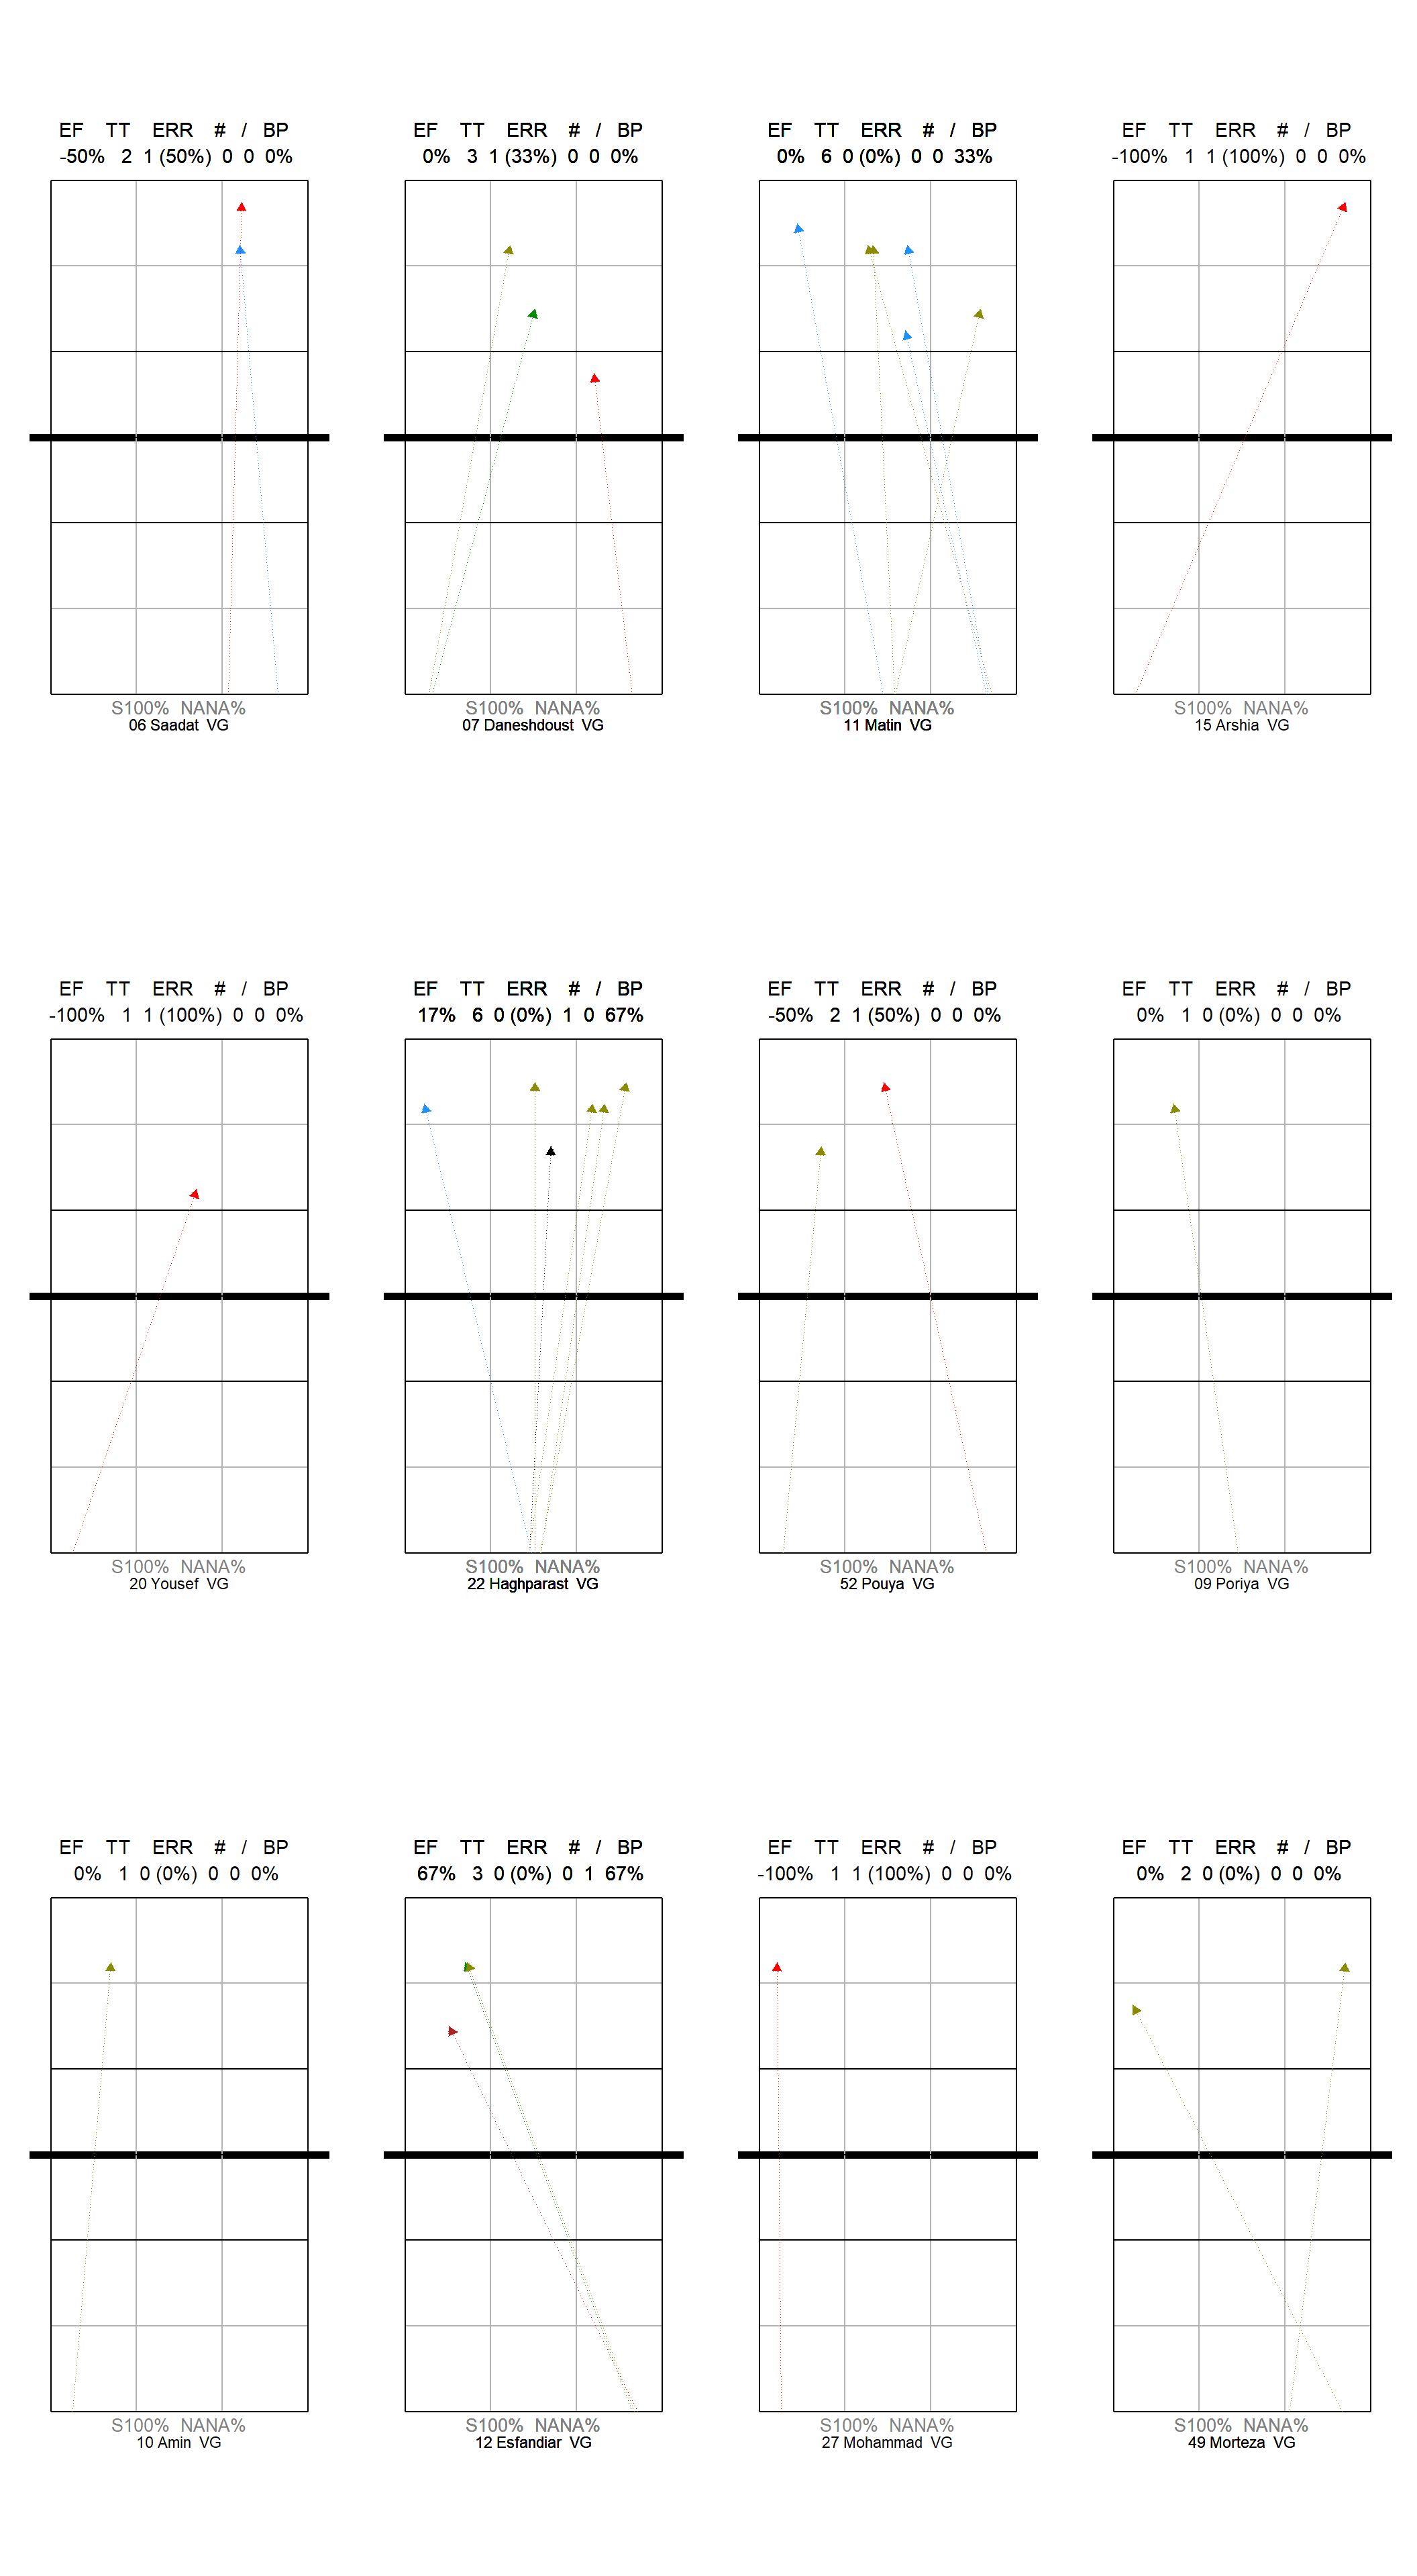 EF TT ERR # / BP
-50% 2 1 (50%) 0 0 0%
S100% NANA%
06 Saadat VG
EF TT ERR # / BP
0% 3 1 (33%) 0 0 0%
S100% NANA%
07 Daneshdoust VG
EF TT ERR # / BP
0% 6 0 (0%) 0 0 33%
S100% NANA%
11 Matin VG
EF TT ERR # / BP
-100% 1 1 (100%) 0 0 0%
S100% NANA%
15 Arshia VG
EF TT ERR # / BP
-100% 1 1 (100%) 0 0 0%
S100% NANA%
20 Yousef VG
EF TT ERR # / BP
17% 6 0 (0%) 1 0 67%
S100% NANA%
22 Haghparast VG
EF TT ERR # / BP
-50% 2 1 (50%) 0 0 0%
S100% NANA%
52 Pouya VG
EF TT ERR # / BP
0% 1 0 (0%) 0 0 0%
S100% NANA%
09 Poriya VG
EF TT ERR # / BP
0% 1 0 (0%) 0 0 0%
S100% NANA%
10 Amin VG
EF TT ERR # / BP
67% 3 0 (0%) 0 1 67%
S100% NANA%
12 Esfandiar VG
EF TT ERR # / BP
-100% 1 1 (100%) 0 0 0%
S100% NANA%
27 Mohammad VG
EF TT ERR # / BP
0% 2 0 (0%) 0 0 0%
S100% NANA%
49 Morteza VG